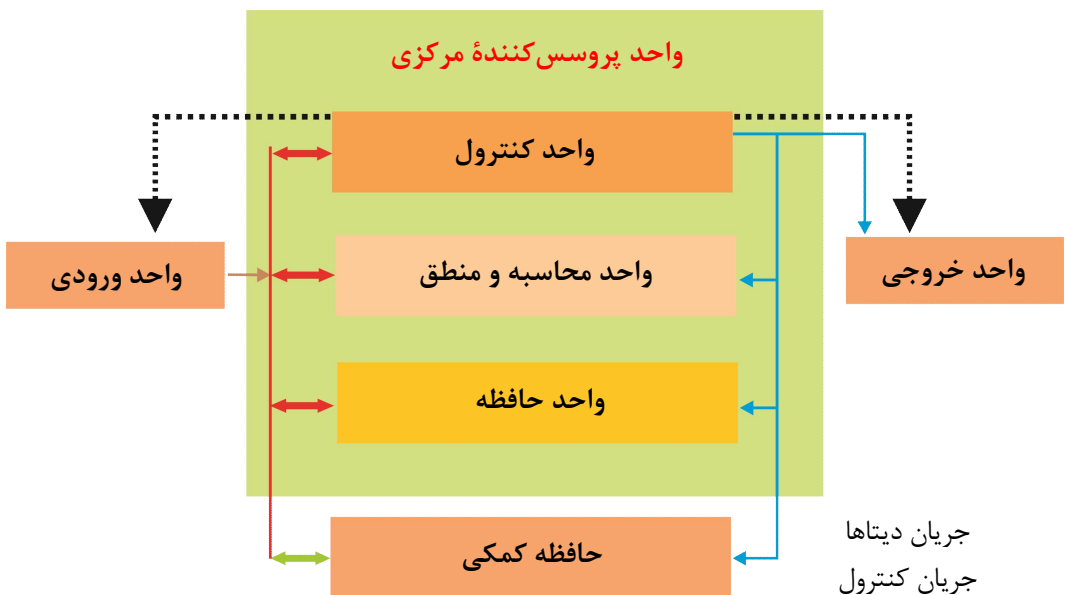 واحد پروسس‌کنندۀ مرکزی
واحد کنترول
واحد خروجی
واحد محاسبه و منطق
واحد ورودی
واحد حافظه
حافظه کمکی
جریان دیتاها
جریان کنترول